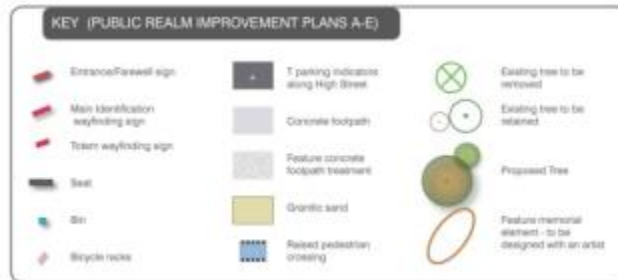 KEY (PUBLIC REALM IMPROVEMENT PLANS A-E)
Entrance/Farewell sign
Main Identification
wayfinding sign
Totem wayfinding sign
Seat
Bin
Bicycle racks
T parking indicators
along High Street
Concrete footpath
Feature concrete
footpath treatment
Granitic sand
Raised pedestrian
crossing
Existing tree to be
removed
Existing tree to be
retained
Proposed Tree
Feature memorial
element - to be
designed with an artist